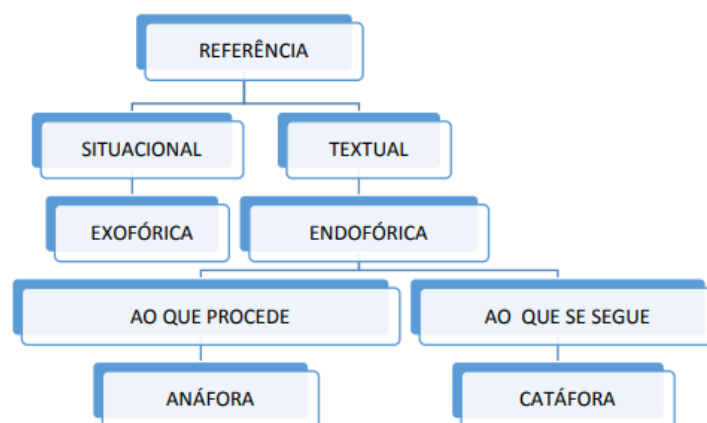 REFERÊNCIA
SITUACIONAL
TEXTUAL
EXOFÓRICA
ENDOFÓRICA
AO QUE PROCEDE
AO QUE SE SEGUE
ANÁFORA
CATÁFORA